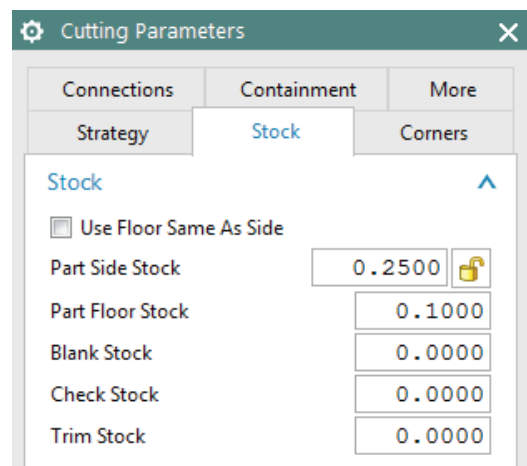 Cutting Parameters
Connections Containment More
Strategy Stock Corners
Stock
Use Floor Same As Side
Part Side Stock 0.2500
Part Floor Stock 0.1000
Blank Stock 0.0000
Check Stock 0.0000
Trim Stock 0.0000